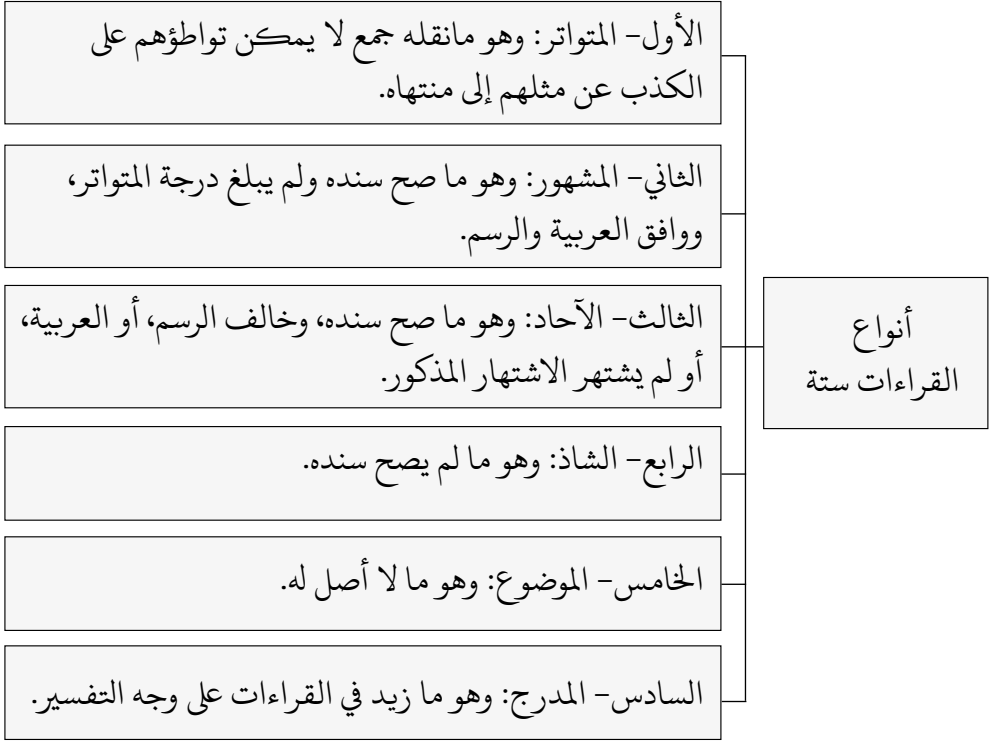 أنواع
القراءات ستة
الأول- المتواتر: وهو مانقله جمع لا يمكن تواطؤهم على
الكذب عن مثلهم إلى منتهاه.
الثاني- المشهور: وهو ما صح سنده ولم يبلغ درجة المتواتر،
ووافق العربية والرسم.
الثالث- الآحاد: وهو ما صح سنده، وخالف الرسم، أو العربية،
أو لم يشتهر الاشتهار المذكور.
الرابع- الشاذ: وهو ما لم يصح سنده.
الخامس- الموضوع: وهو ما لا أصل له.
السادس- المدرج: وهو ما زيد في القراءات على وجه التفسير.